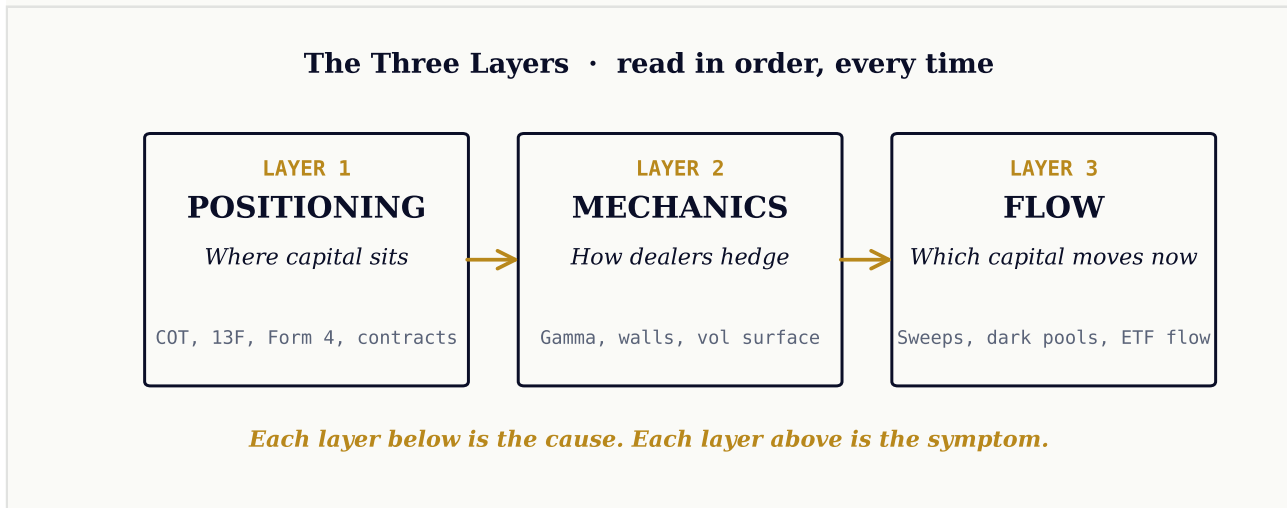 The Three Layers · read in order, every time
LAYER 1
POSITIONING
Where capital sits
COT, 13F, Form 4, contracts
LAYER 2
MECHANICS
How dealers hedge
Gamma, walls, vol surface
LAYER 3
FLOW
Which capital moves now
Sweeps, dark pools, ETF flow
Each layer below is the cause. Each layer above is the symptom.